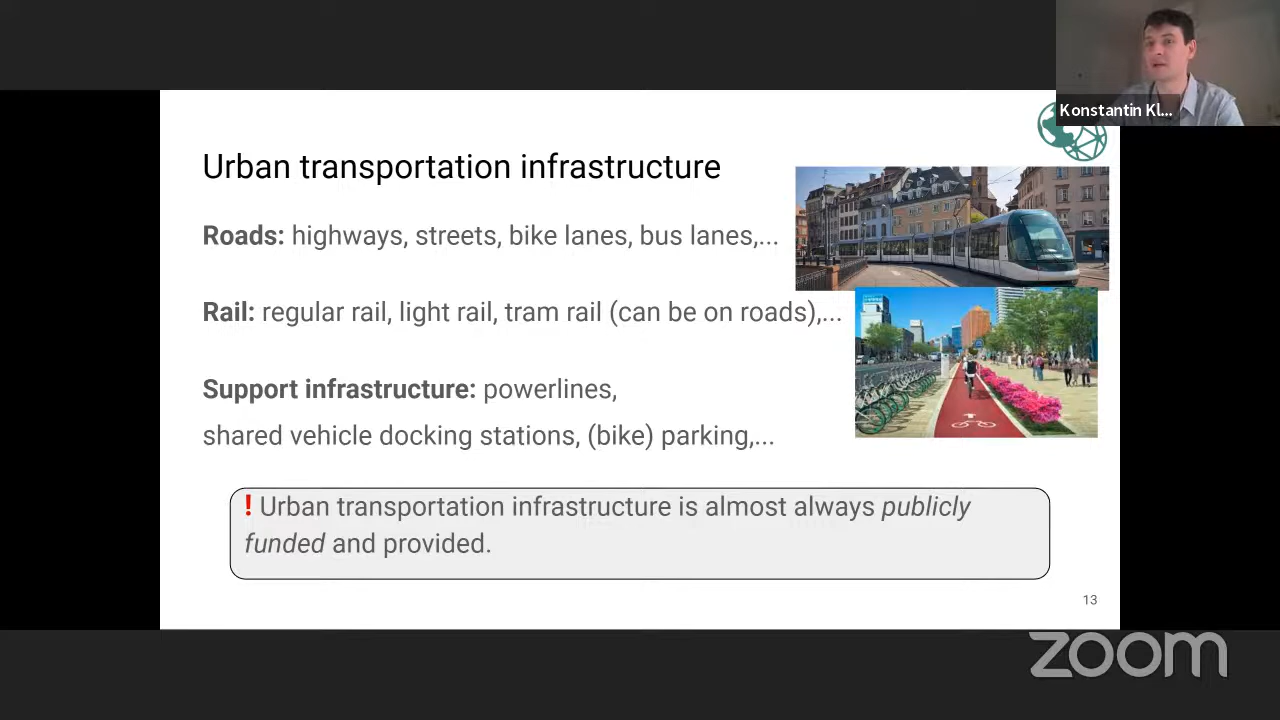 Konstantin Kl...
Urban transportation infrastructure
Roads: highways, streets, bike lanes, bus lanes,...
Rail: regular rail, light rail, tram rail (can be on roads),...
Support infrastructure: powerlines,
shared vehicle docking stations, (bike) parking,...
! Urban transportation infrastructure is almost always publicly
funded and provided.
13
zoom